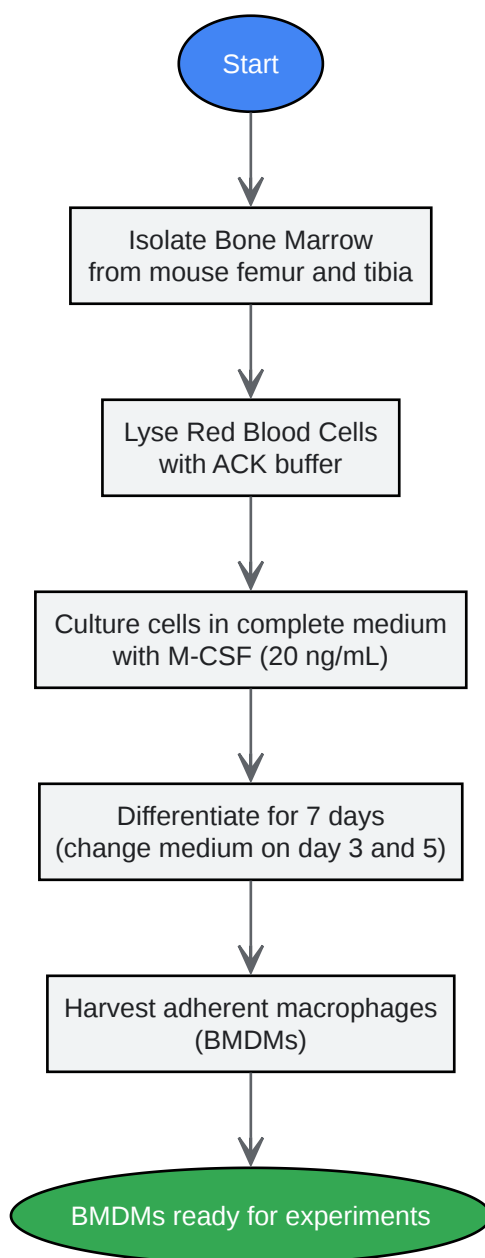 Start
Isolate Bone Marrow
from mouse femur and tibia
Lyse Red Blood Cells
with ACK buffer
Culture cells in complete medium
with M-CSF (20 ng/mL)
Differentiate for 7 days
(change medium on day 3 and 5)
Harvest adherent macrophages
(BMDMs)
BMDMs ready for experiments